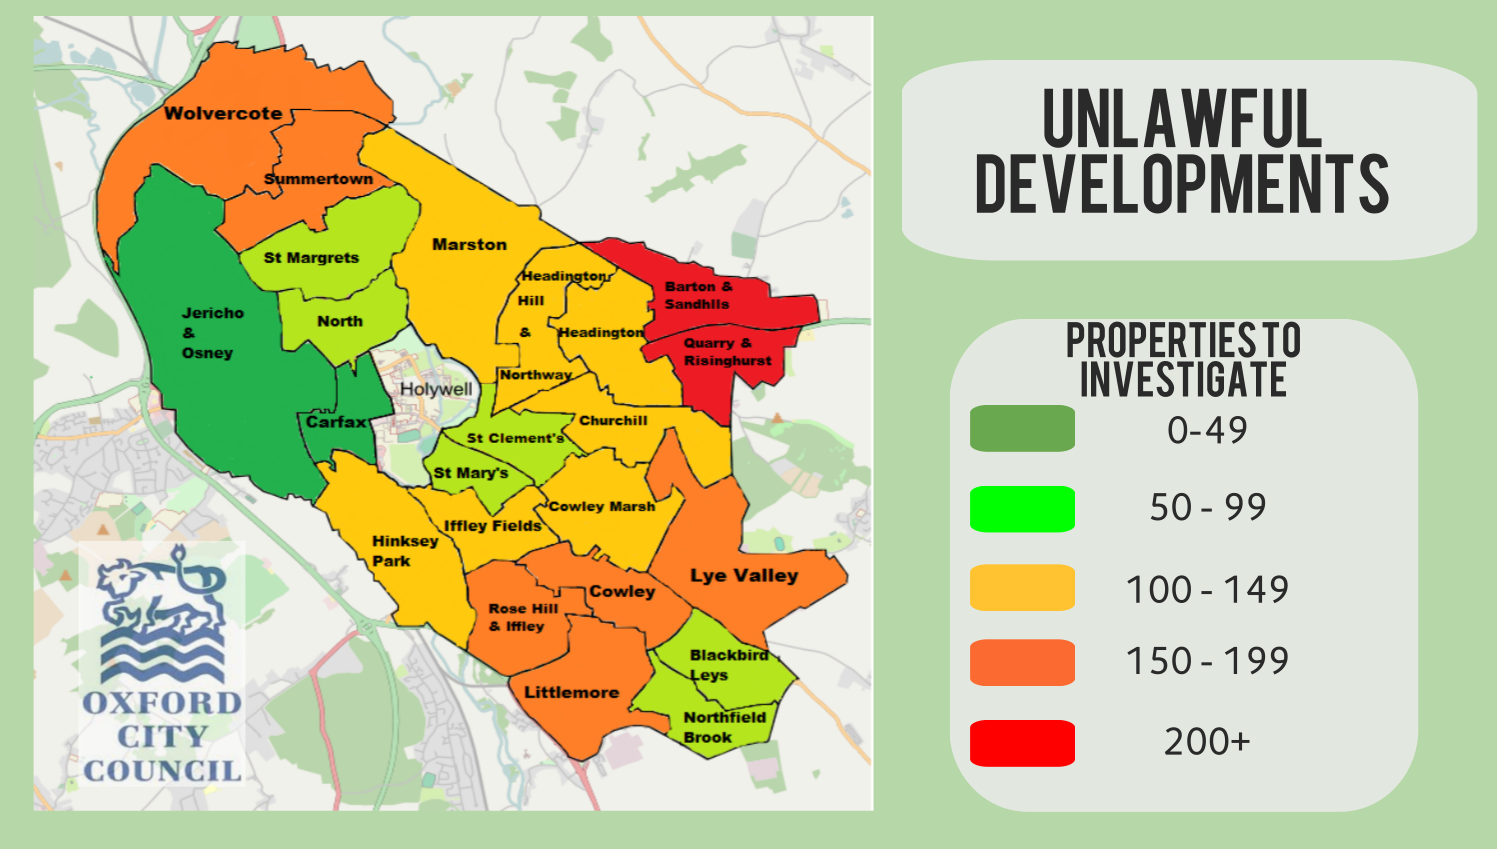 UNLAWFUL
DEVELOPMENTS
PROPERTIES TO
INVESTIGATE
0-49
50 - 99
100 - 149
150 - 199
200+
Wolvercote
Summertown
St Margrets
North
Jericho
&
Osney
Carfax
Holywell
Marston
Headington
Hill
&
Northway
Headington
Barton &
Sandhlls
Quarry &
Risinghurst
Churchill
St Clement's
St Mary's
Cowley Marsh
Iffley Fields
Hinksey
Park
Lye Valley
Cowley
Rose Hill
& Iffley
Littlemore
Blackbird
Leys
Northfield
Brook
OXFORD
CITY
COUNCIL